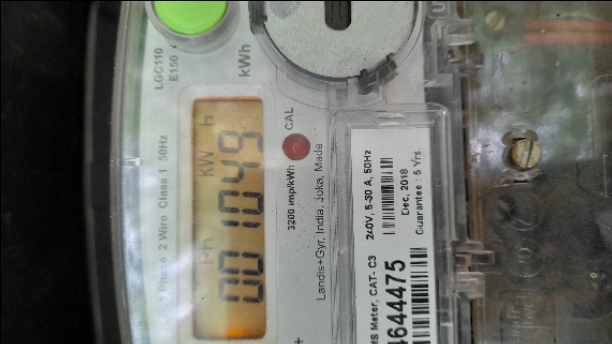 LGC110
E150
kWh
Phase 2 Wire Class 1 50Hz
KW h
001049
CAL
3200 imp/kWh
Landis+Gyr, India, Joka, Made
240V, 5-30 A, 50Hz
Dec, 2018
Guarantee : 5 Yrs.
MS Meter, CAT- C3
4644475